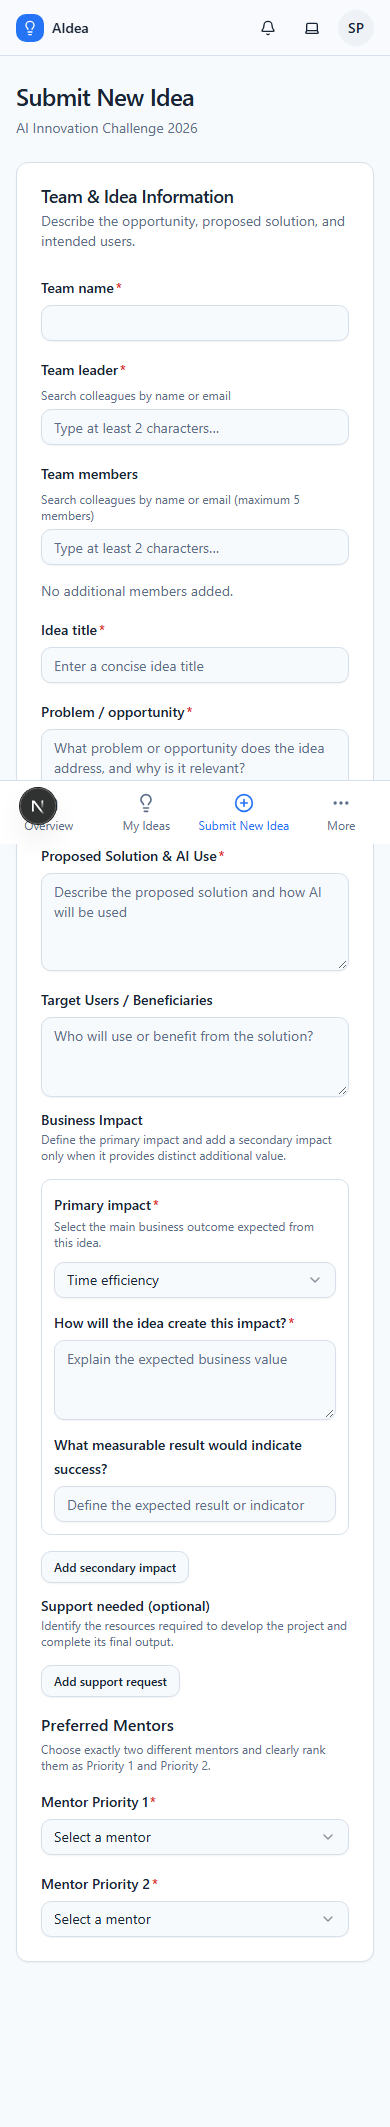 AIdea
SP
Submit New Idea
AI Innovation Challenge 2026
Team & Idea Information
Describe the opportunity, proposed solution, and
intended users.
Team name*
Team leader*
Search colleagues by name or email
Type at least 2 characters...
Team members
Search colleagues by name or email (maximum 5
members)
Type at least 2 characters...
No additional members added.
Idea title*
Enter a concise idea title
Problem / opportunity*
What problem or opportunity does the idea
address, and why is it relevant?
N
Overview
My Ideas
Submit New Idea
More
Proposed Solution & AI Use*
Describe the proposed solution and how AI
will be used
Target Users / Beneficiaries
Who will use or benefit from the solution?
Business Impact
Define the primary impact and add a secondary impact
only when it provides distinct additional value.
Primary impact*
Select the main business outcome expected from
this idea.
Time efficiency
How will the idea create this impact?*
Explain the expected business value
What measurable result would indicate
success?
Define the expected result or indicator
Add secondary impact
Support needed (optional)
Identify the resources required to develop the project and
complete its final output.
Add support request
Preferred Mentors
Choose exactly two different mentors and clearly rank
them as Priority 1 and Priority 2.
Mentor Priority 1*
Select a mentor
Mentor Priority 2*
Select a mentor